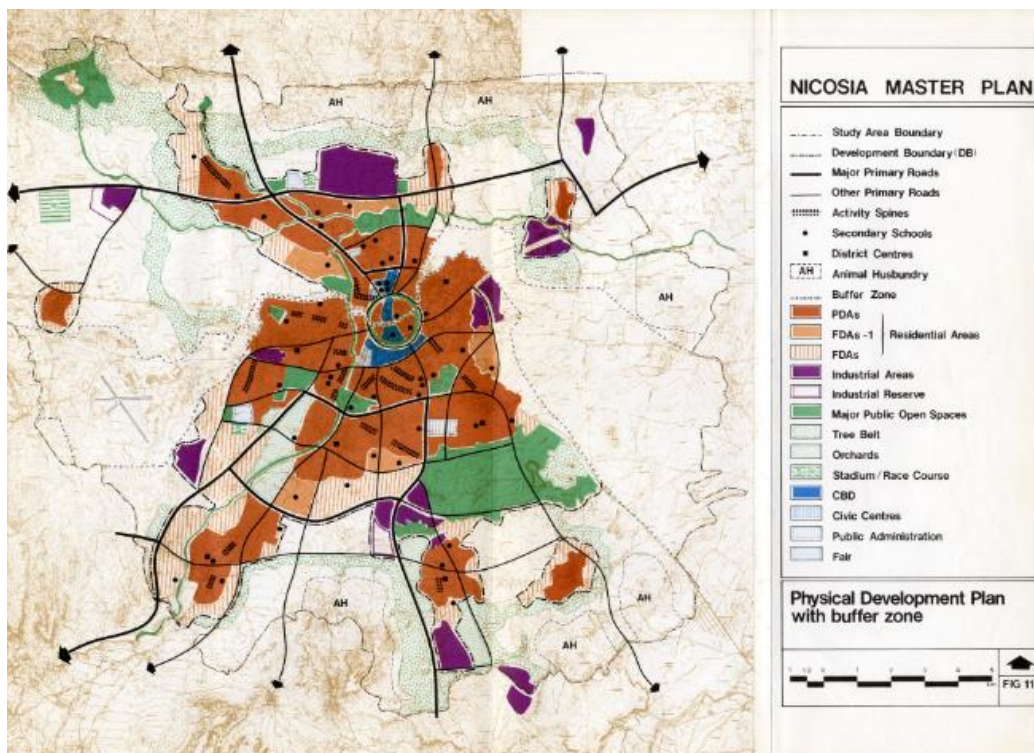 AH
AH
AH
AH
AH
AH
AH
NICOSIA MASTER PLAN
Study Area Boundary
Development Boundary (DB)
Major Primary Roads
Other Primary Roads
Activity Spines
Secondary Schools
District Centres
AH Animal Husbundry
Buffer Zone
PDAs
FDAs -1 Residential Areas
FDAs
Industrial Areas
Industrial Reserve
Major Public Open Spaces
Tree Belt
Orchards
Stadium/Race Course
CBD
Civic Centres
Public Administration
Fair
Physical Development Plan
with buffer zone
FIG 11